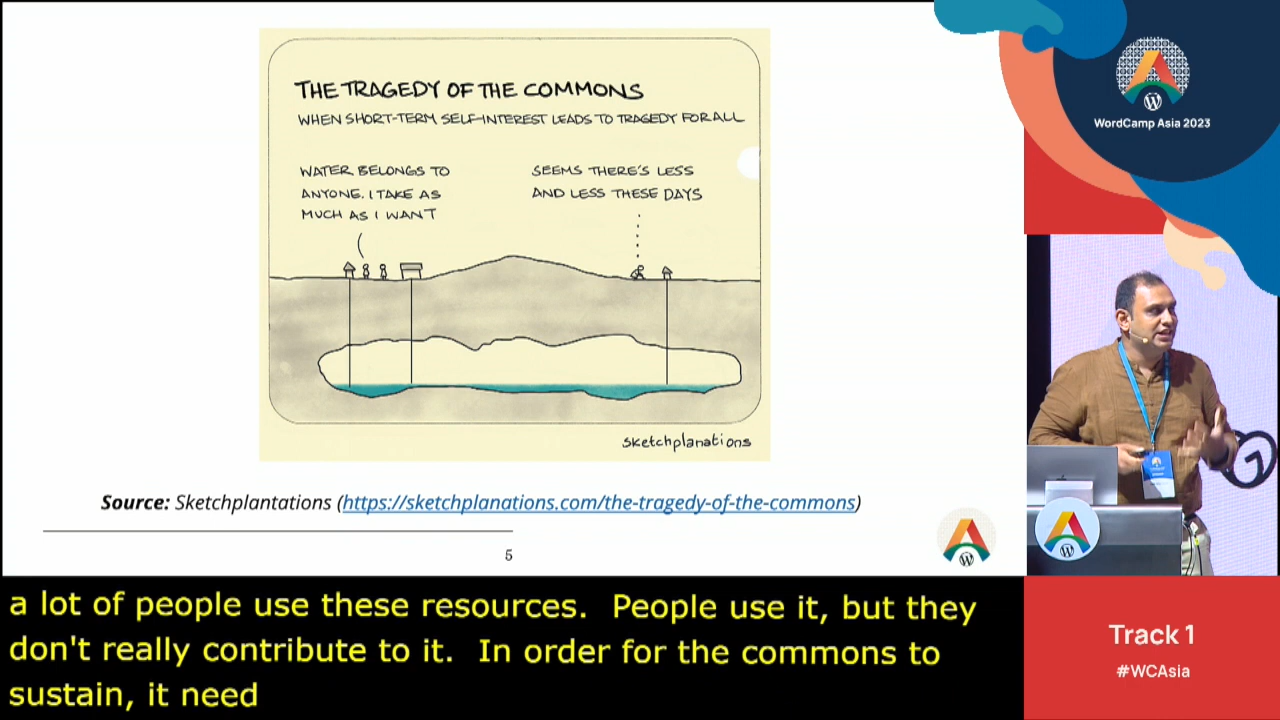 THE TRAGEDY OF THE COMMONS
WHEN SHORT-TERM SELF-INTEREST LEADS TO TRAGEDY FOR ALL
WATER BELONGS TO
ANYONE. I TAKE AS
MUCH AS I WANT
SEEMS THERE'S LESS
AND LESS THESE DAYS
sketchplanations
Source: Sketchplantations (https://sketchplanations.com/the-tragedy-of-the-commons)
5
WordCamp Asia 2023
a lot of people use these resources.  People use it, but they
don't really contribute to it.  In order for the commons to
sustain, it need
Track 1
#WCAsia